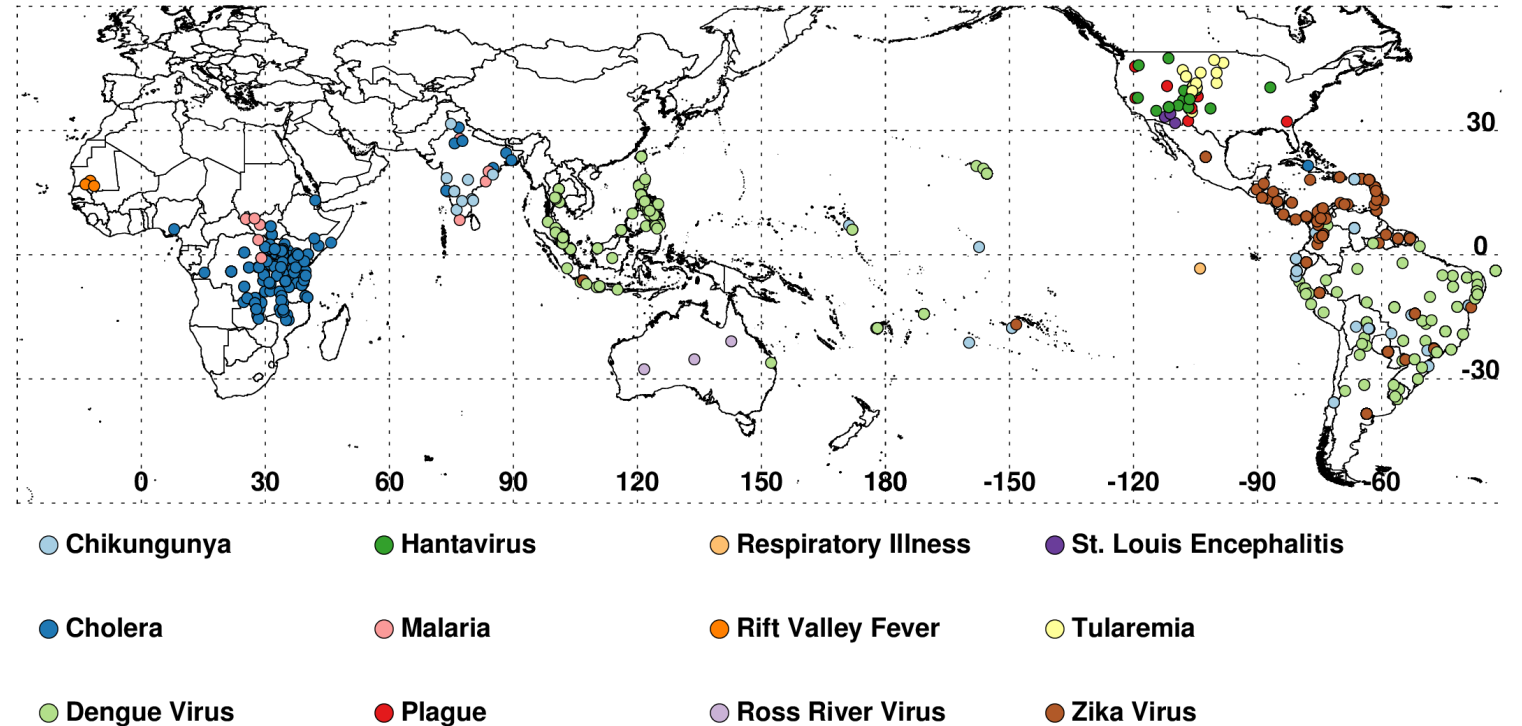 30
0
-30
0 30 60 90 120 150 180 -150 -120 -90 -60
Chikungunya Hantavirus Respiratory Illness St. Louis Encephalitis
Cholera Malaria Rift Valley Fever Tularemia
Dengue Virus Plague Ross River Virus Zika Virus